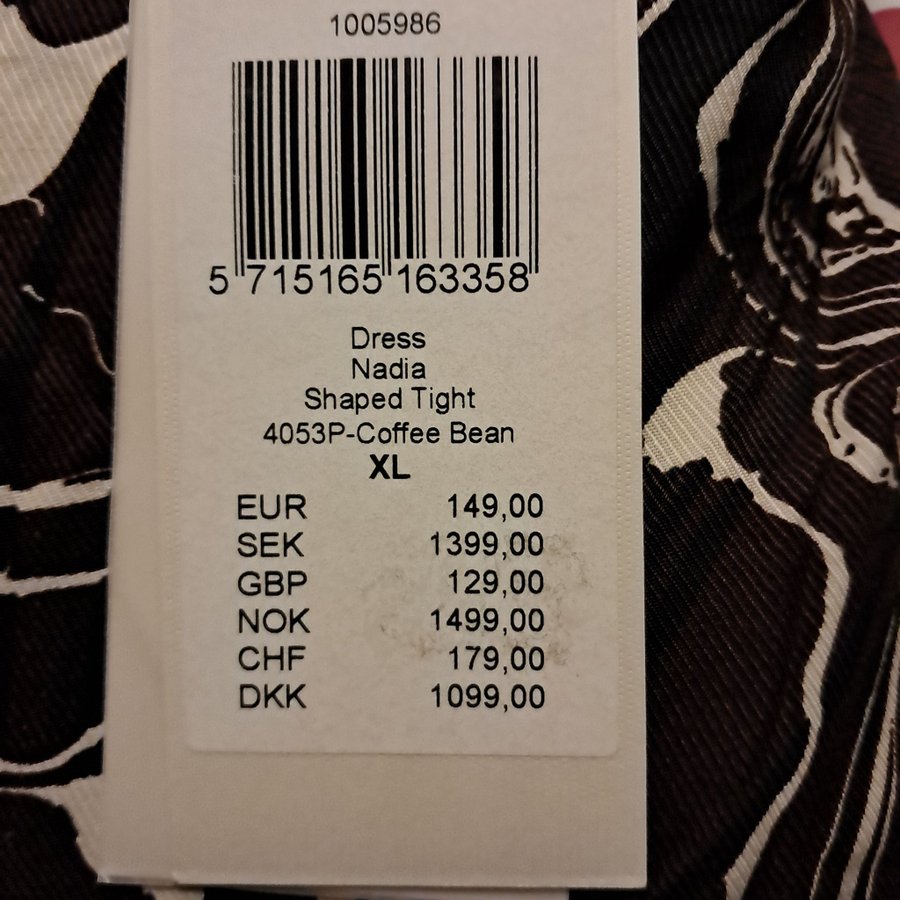 1005986
5 715165 163358
Dress
Nadia
Shaped Tight
4053P-Coffee Bean
XL
EUR 149,00
SEK 1399,00
GBP 129,00
NOK 1499,00
CHF 179,00
DKK 1099,00